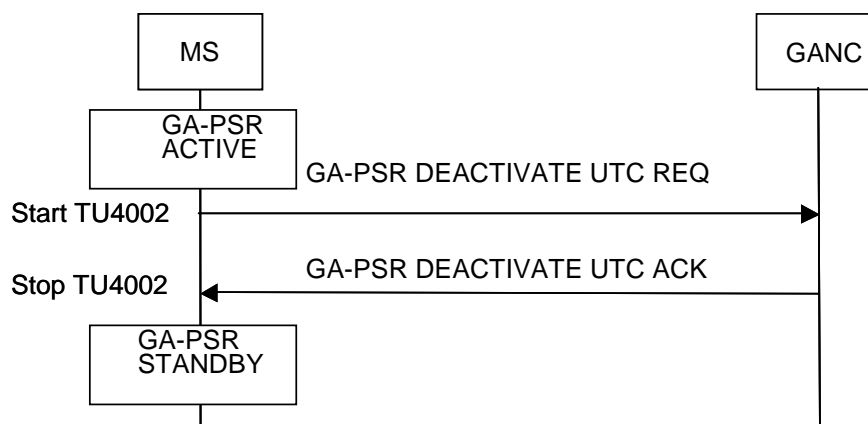 MS
GANC
GA-PSR
ACTIVE
GA-PSR DEACTIVATE UTC REQ
Start TU4002
GA-PSR DEACTIVATE UTC ACK
Stop TU4002
GA-PSR
STANDBY